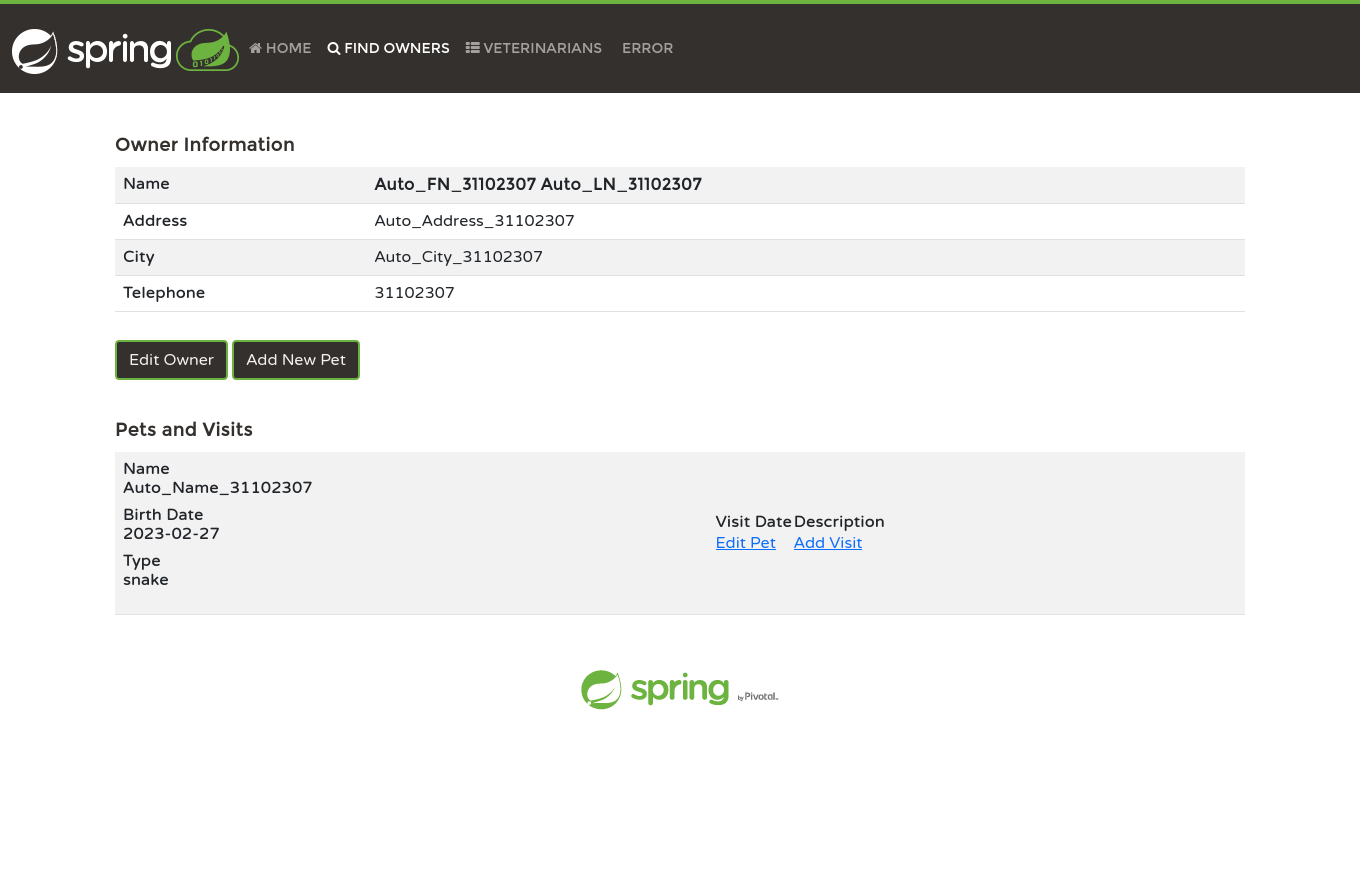 spring HOME FIND OWNERS VETERINARIANS ERROR
Owner Information
Name Auto_FN_31102307 Auto_LN_31102307
Address Auto_Address_31102307
City Auto_City_31102307
Telephone 31102307
Edit Owner Add New Pet
Pets and Visits
Name
Auto_Name_31102307
Birth Date
2023-02-27
Type
snake
Visit Date Description
Edit Pet Add Visit
spring by Pivotal